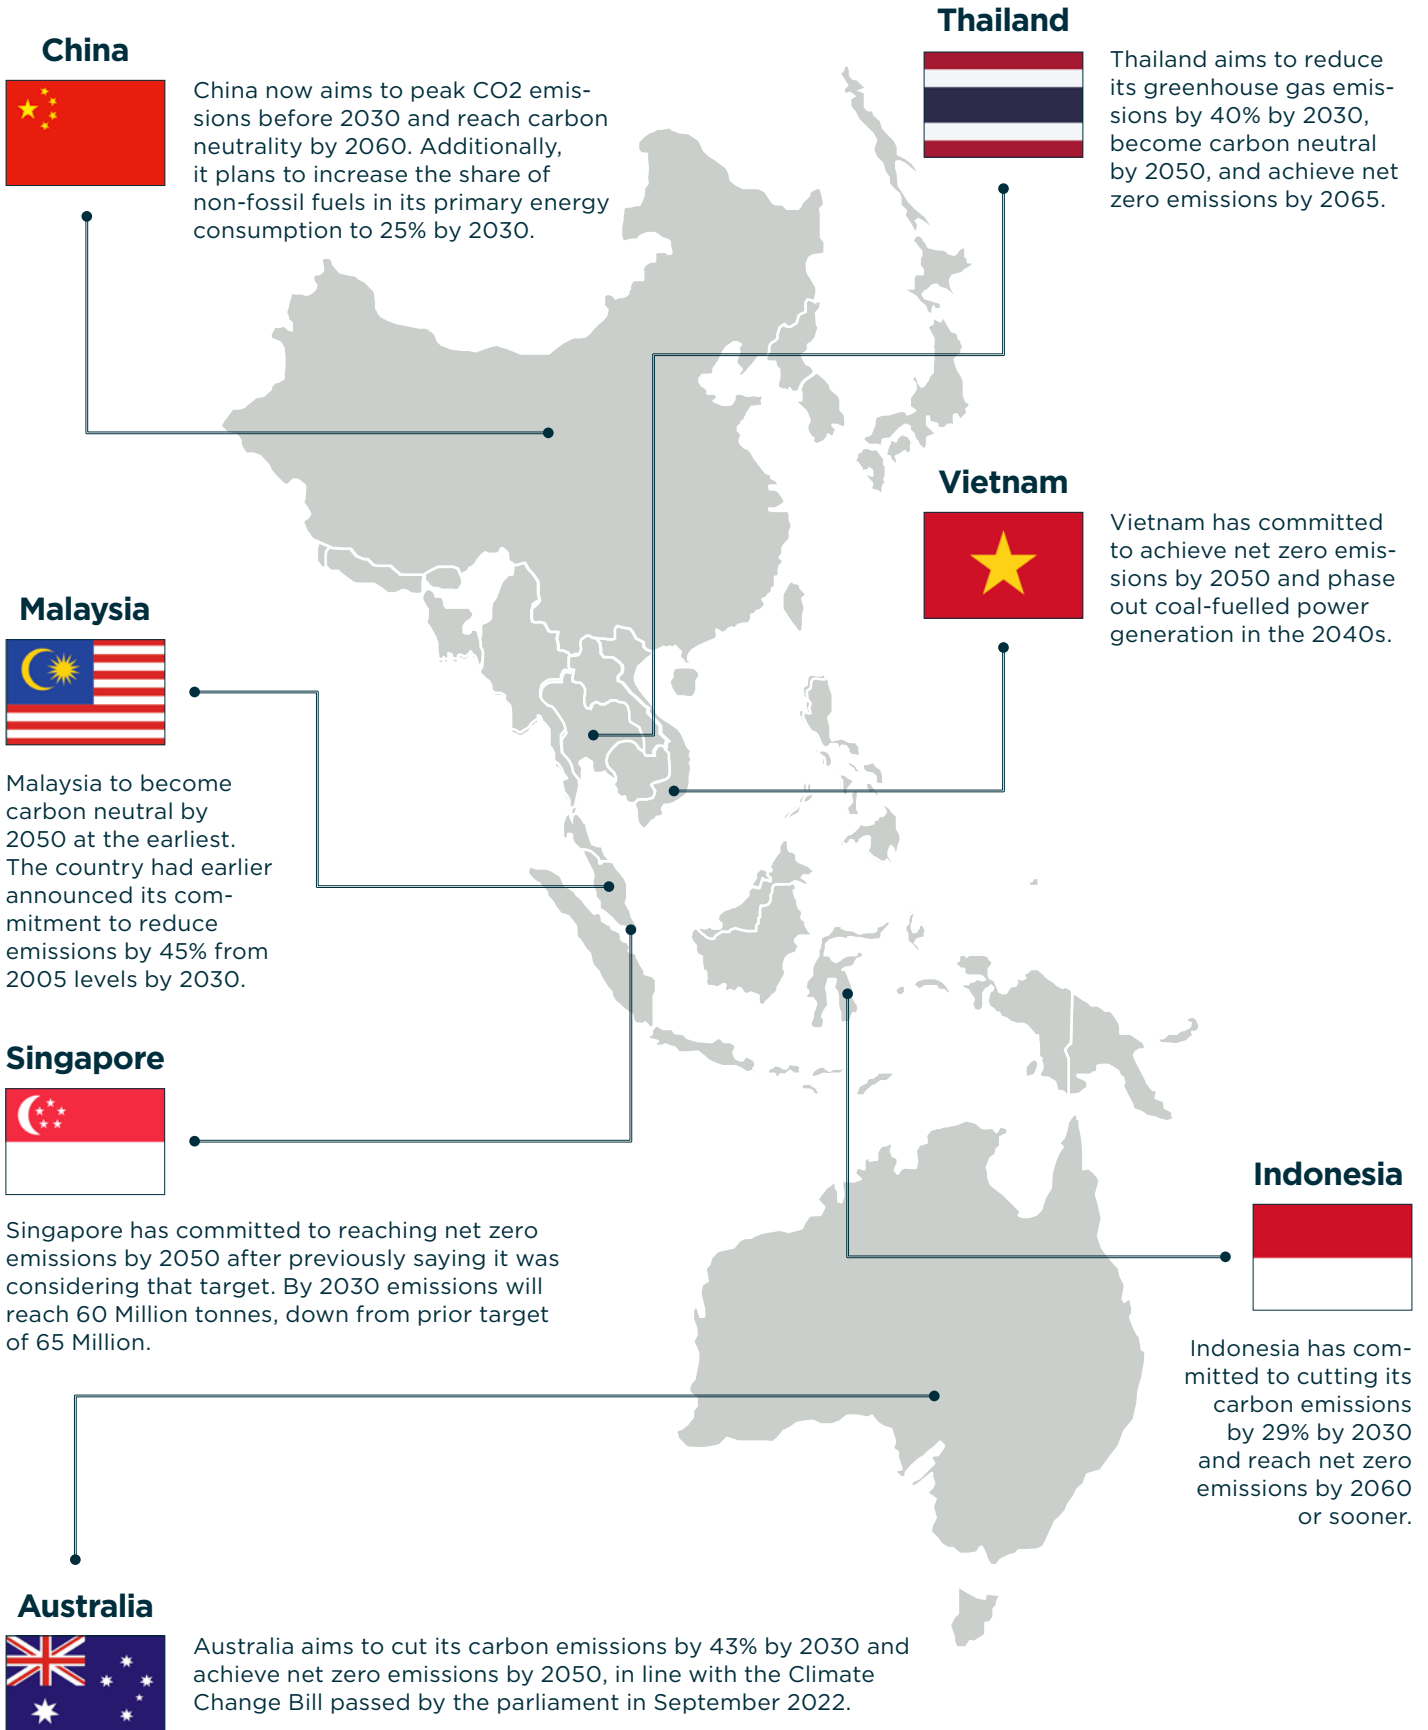 China
China now aims to peak CO2 emis-
sions before 2030 and reach carbon
neutrality by 2060. Additionally,
it plans to increase the share of
non-fossil fuels in its primary energy
consumption to 25% by 2030.
Thailand
Thailand aims to reduce
its greenhouse gas emis-
sions by 40% by 2030,
become carbon neutral
by 2050, and achieve net
zero emissions by 2065.
Vietnam
Vietnam has committed
to achieve net zero emis-
sions by 2050 and phase
out coal-fuelled power
generation in the 2040s.
Malaysia
Malaysia to become
carbon neutral by
2050 at the earliest.
The country had earlier
announced its com-
mitment to reduce
emissions by 45% from
2005 levels by 2030.
Singapore
Singapore has committed to reaching net zero
emissions by 2050 after previously saying it was
considering that target. By 2030 emissions will
reach 60 Million tonnes, down from prior target
of 65 Million.
Indonesia
Indonesia has com-
mitted to cutting its
carbon emissions
by 29% by 2030
and reach net zero
emissions by 2060
or sooner.
Australia
Australia aims to cut its carbon emissions by 43% by 2030 and
achieve net zero emissions by 2050, in line with the Climate
Change Bill passed by the parliament in September 2022.